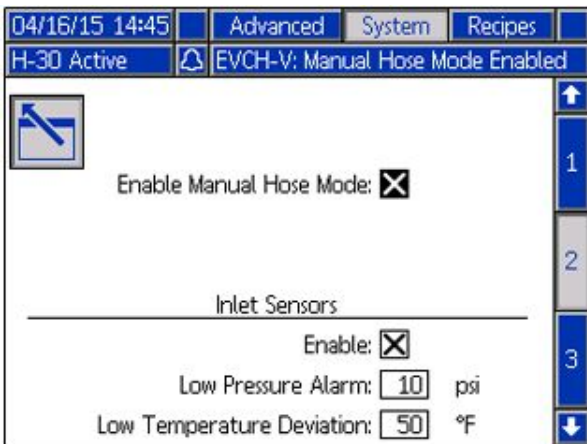 04/16/15 14:45 Advanced System Recipes
H-30 Active EVCH-V: Manual Hose Mode Enabled
1
Enable Manual Hose Mode:
2
Inlet Sensors
Enable:
3
Low Pressure Alarm: 10 psi
Low Temperature Deviation: 50 °F